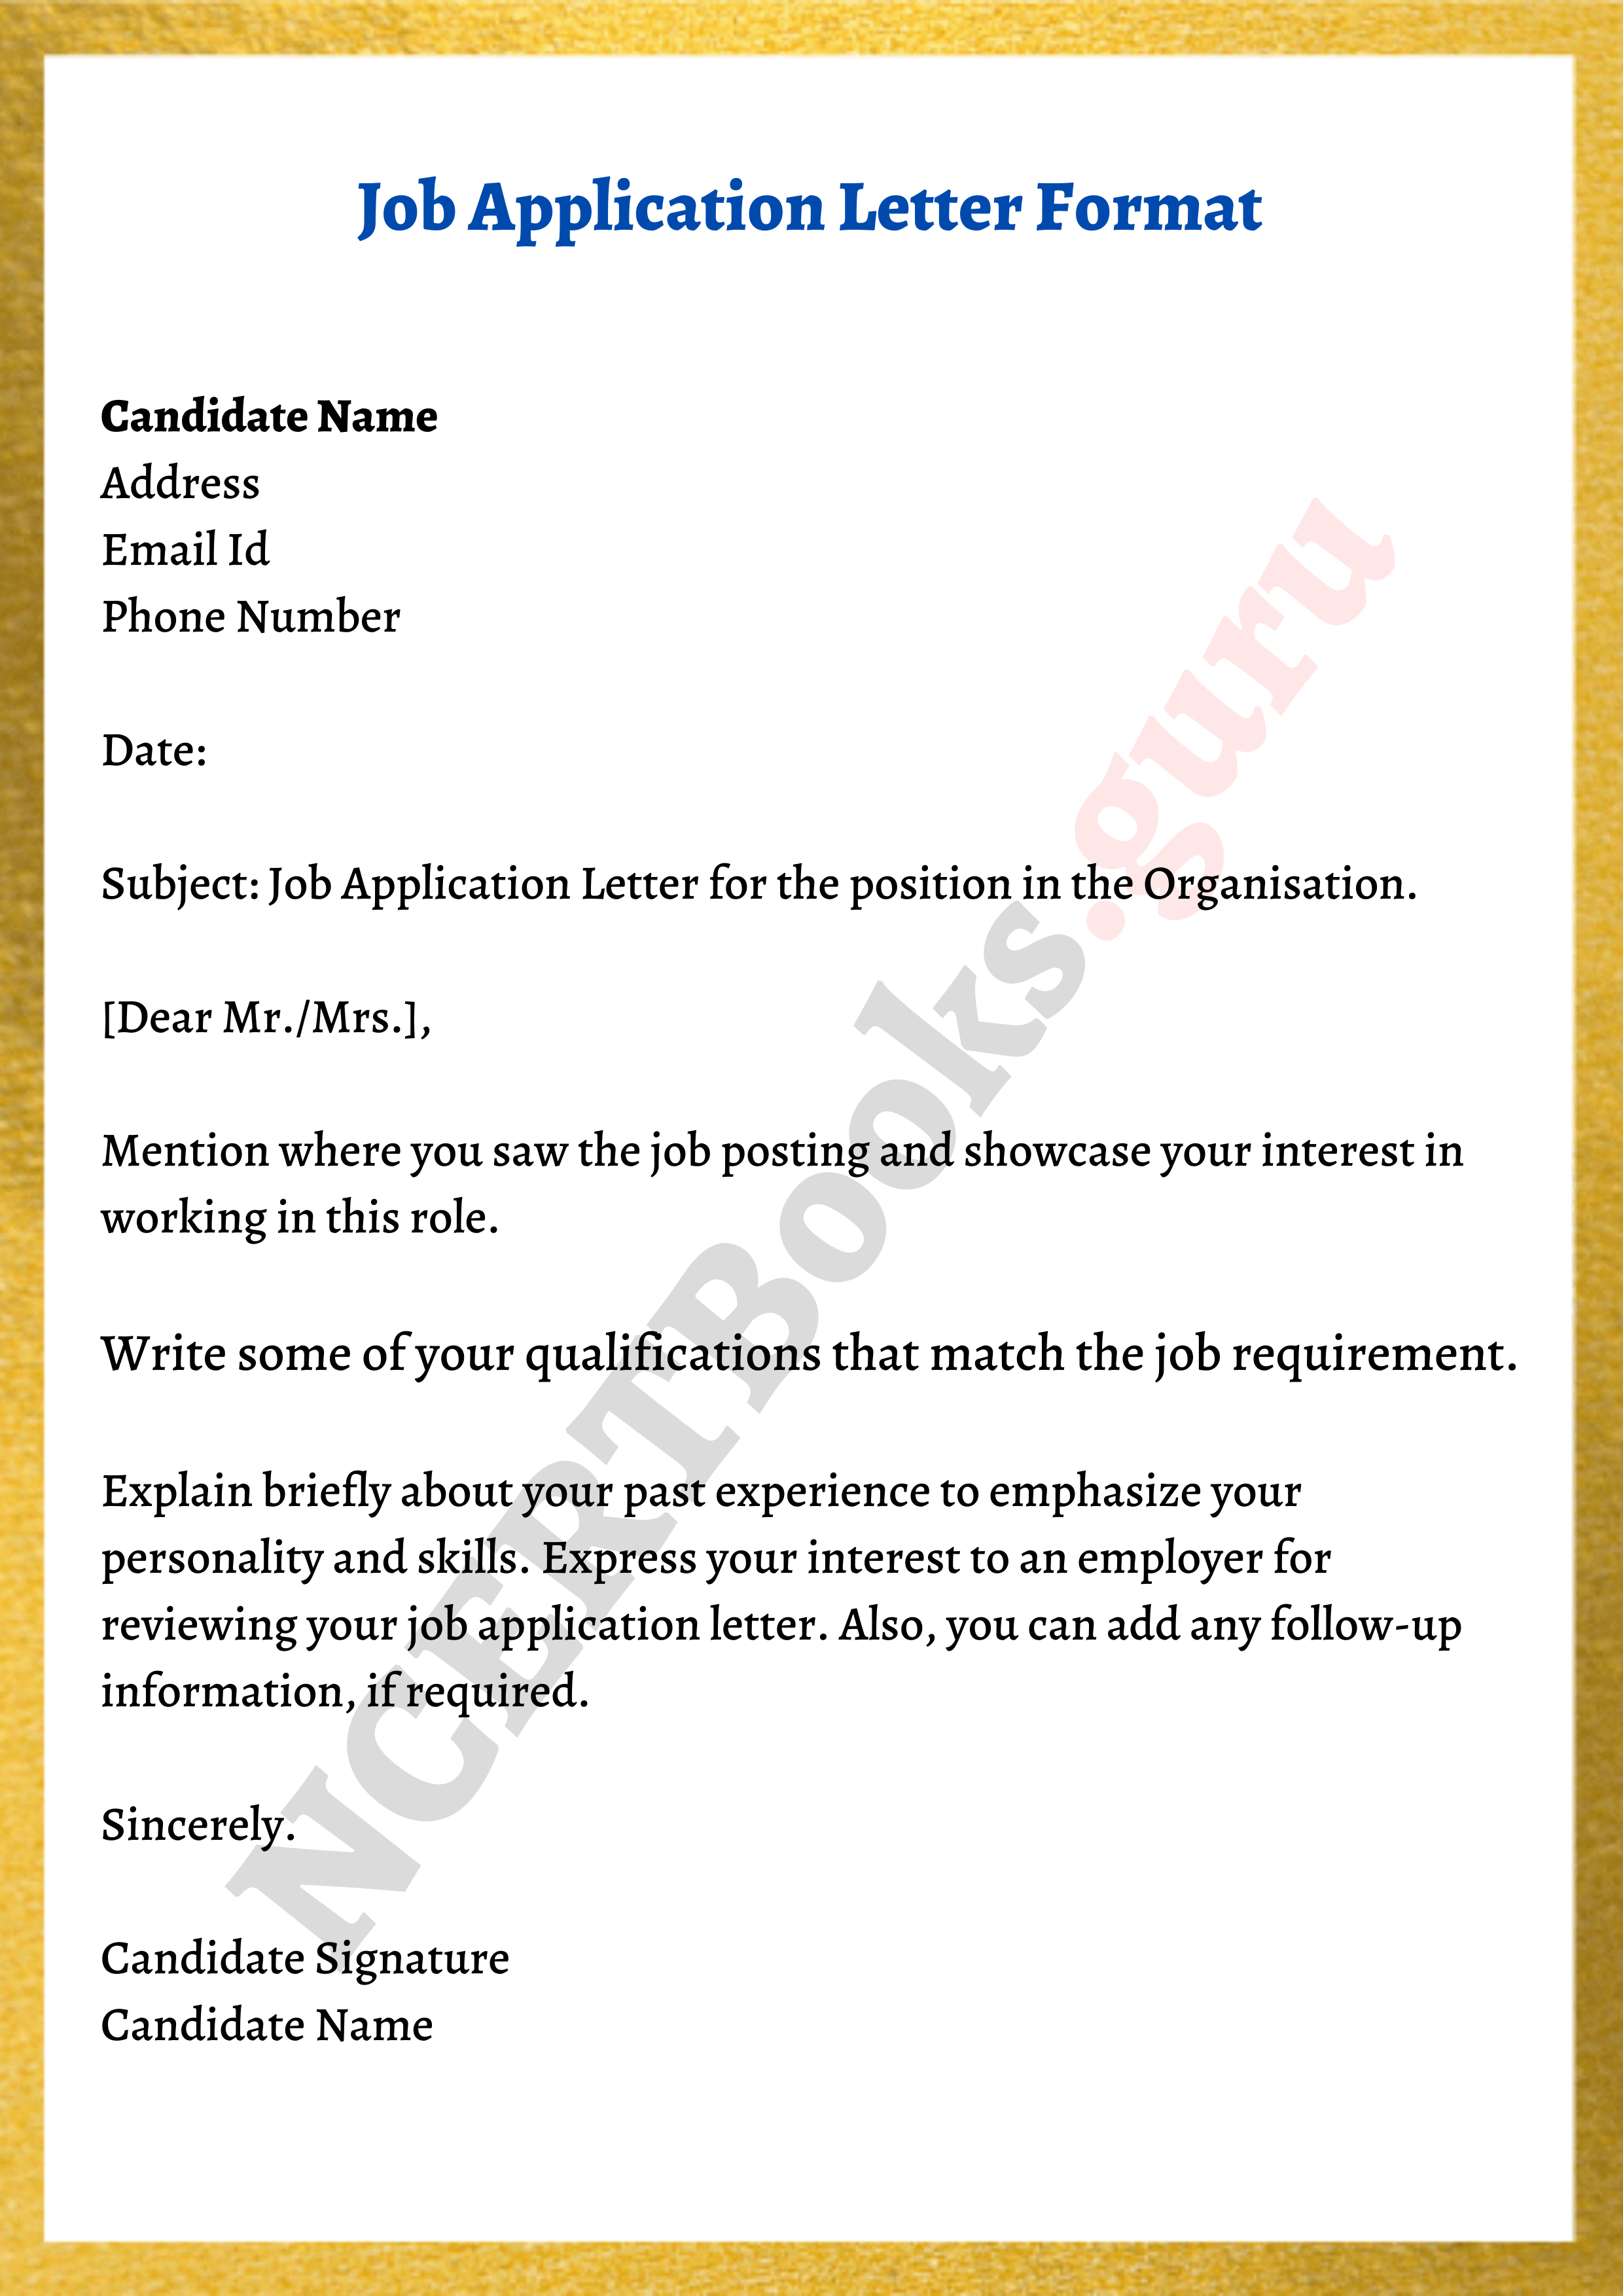 Job Application Letter Format
Candidate Name
Address
Email Id
Phone Number
Date:
Subject: Job Application Letter for the position in the Organisation.
[Dear Mr./Mrs.],
Mention where you saw the job posting and showcase your interest in
working in this role.
Write some of your qualifications that match the job requirement.
Explain briefly about your past experience to emphasize your
personality and skills. Express your interest to an employer for
reviewing your job application letter. Also, you can add any follow-up
information, if required.
Sincerely.
Candidate Signature
Candidate Name
NCERTBooks.guru